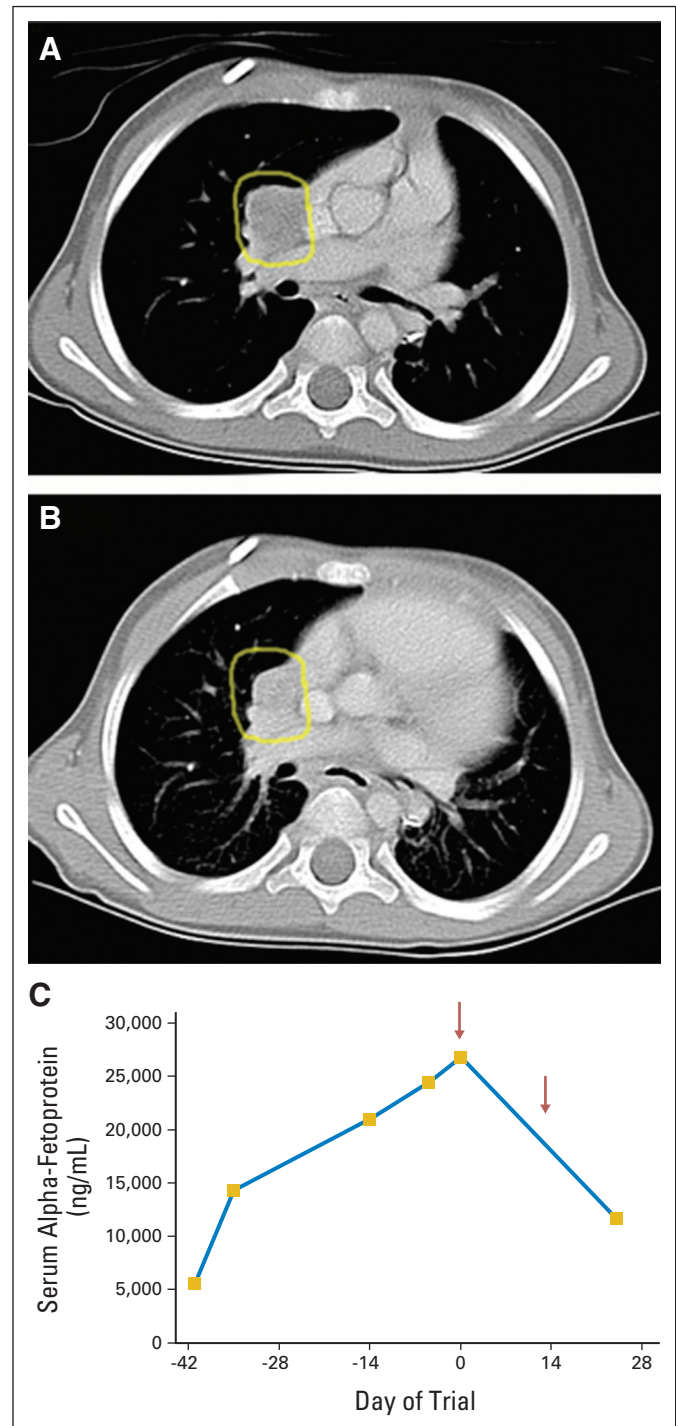 A
B
C
30,000
25,000
20,000
15,000
10,000
5,000
0
Serum Alpha-Fetoprotein
(ng/mL)
-42 -28 -14 0 14 28
Day of Trial